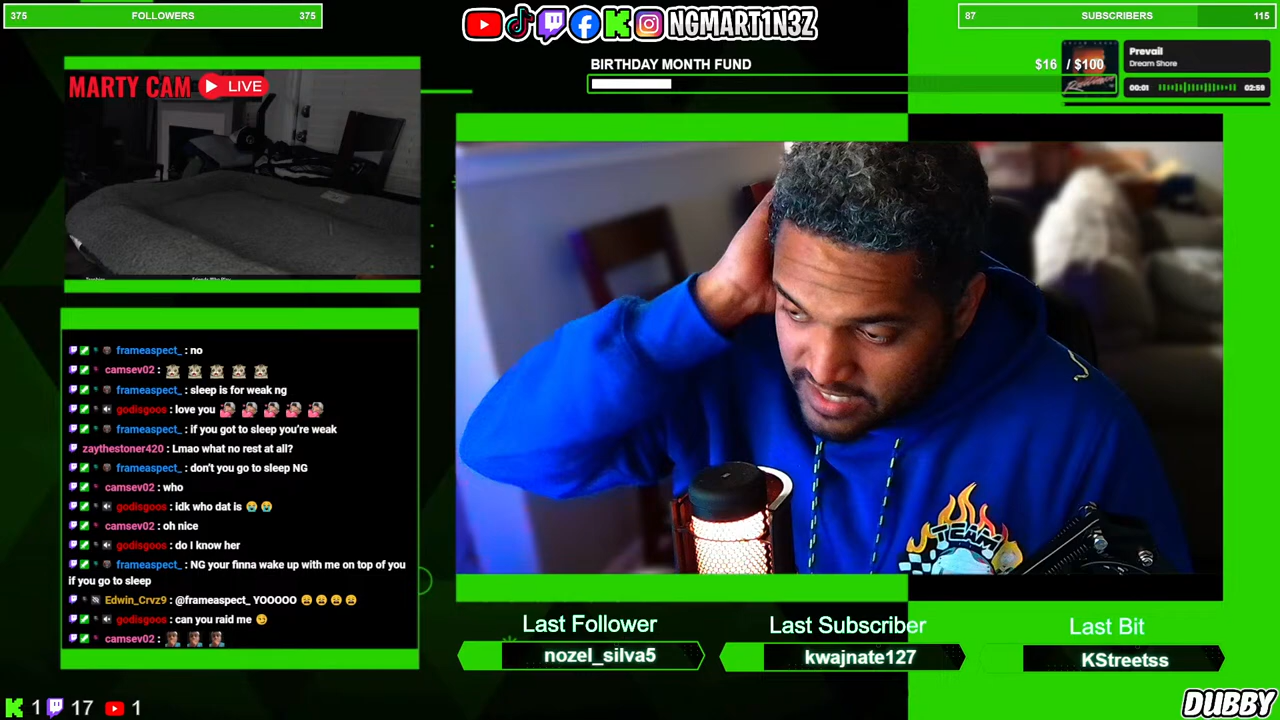 375 FOLLOWERS 375
NGMART1N3Z
87 SUBSCRIBERS 115
BIRTHDAY MONTH FUND
$16 / $100
Prevail
Dream Shore
00:01 02:59
MARTY CAM LIVE
frameaspect_ : no
camsev02 :
frameaspect_ : sleep is for weak ng
godisgoos : love you
frameaspect_ : if you got to sleep you're weak
zaythestoner420 : Lmao what no rest at all?
frameaspect_ : don't you go to sleep NG
camsev02 : who
godisgoos : idk who dat is 😭 😭
camsev02 : oh nice
godisgoos : do I know her
frameaspect_ : NG your finna wake up with me on top of you
if you go to sleep
Edwin_Crvz9 : @frameaspect_ YOOOOO 😩 😩 😩 😩
godisgoos : can you raid me 😏
camsev02 :
TEAM
Last Follower
nozel_silva5
Last Subscriber
kwajnate127
Last Bit
KStreetss
1 17 1
DUBBY